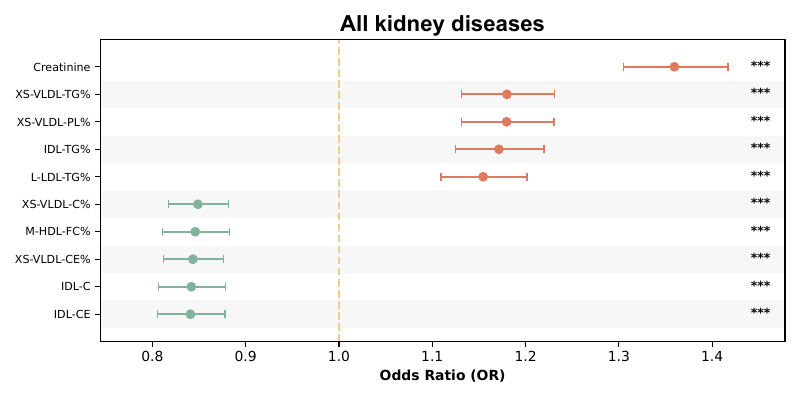 All kidney diseases
Creatinine ***
XS-VLDL-TG% ***
XS-VLDL-PL% ***
IDL-TG% ***
L-LDL-TG% ***
XS-VLDL-C% ***
M-HDL-FC% ***
XS-VLDL-CE% ***
IDL-C ***
IDL-CE ***
0.8 0.9 1.0 1.1 1.2 1.3 1.4
Odds Ratio (OR)